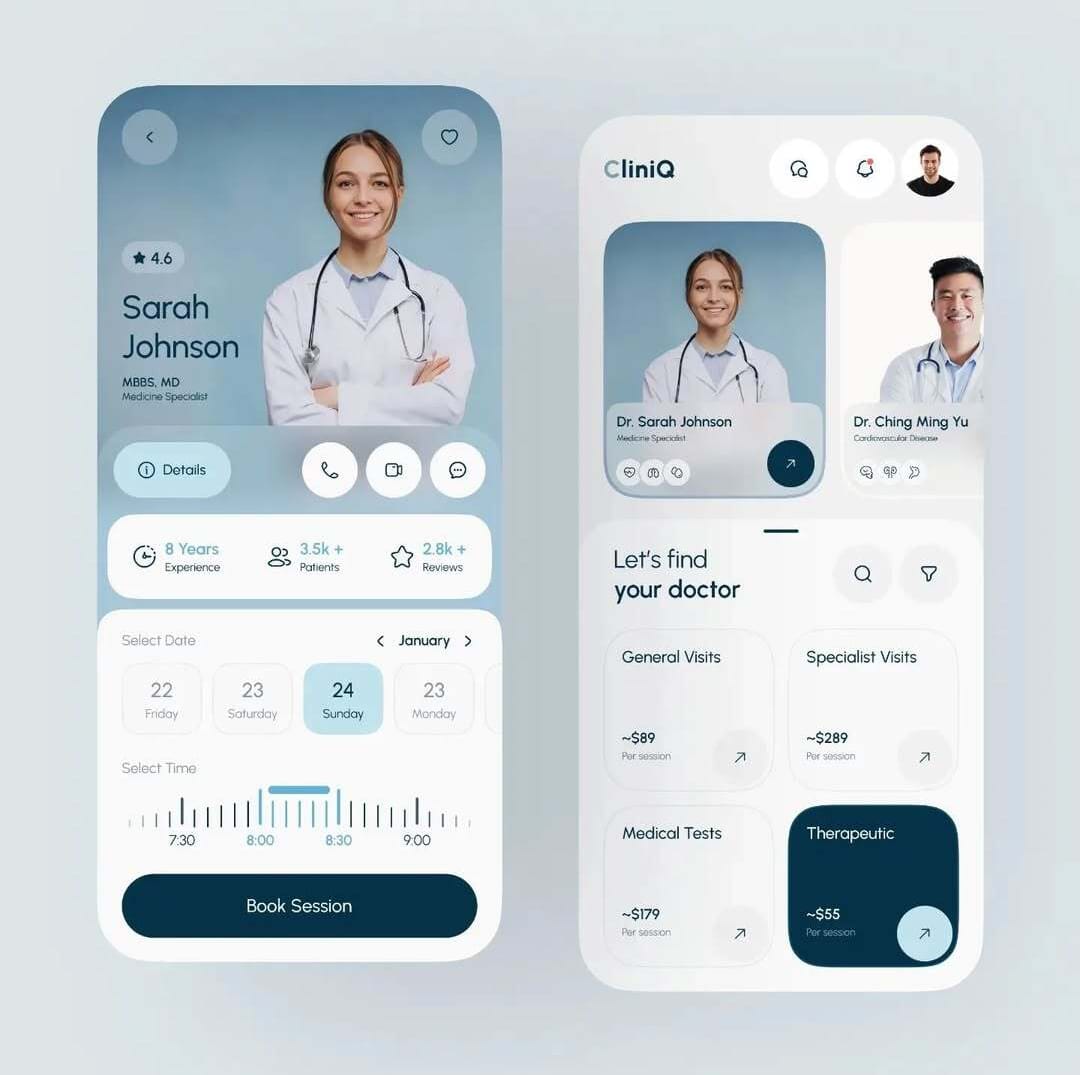 4.6
Sarah
Johnson
MBBS, MD
Medicine Specialist
Details
8 Years
Experience
3.5k +
Patients
2.8k +
Reviews
Select Date
January
22
Friday
23
Saturday
24
Sunday
23
Monday
Select Time
7:30 8:00 8:30 9:00
Book Session
CliniQ
Dr. Sarah Johnson
Medicine Specialist
Dr. Ching Ming Yu
Cardiovascular Disease
Let's find
your doctor
General Visits
~$89
Per session
Specialist Visits
~$289
Per session
Medical Tests
~$179
Per session
Therapeutic
~$55
Per session